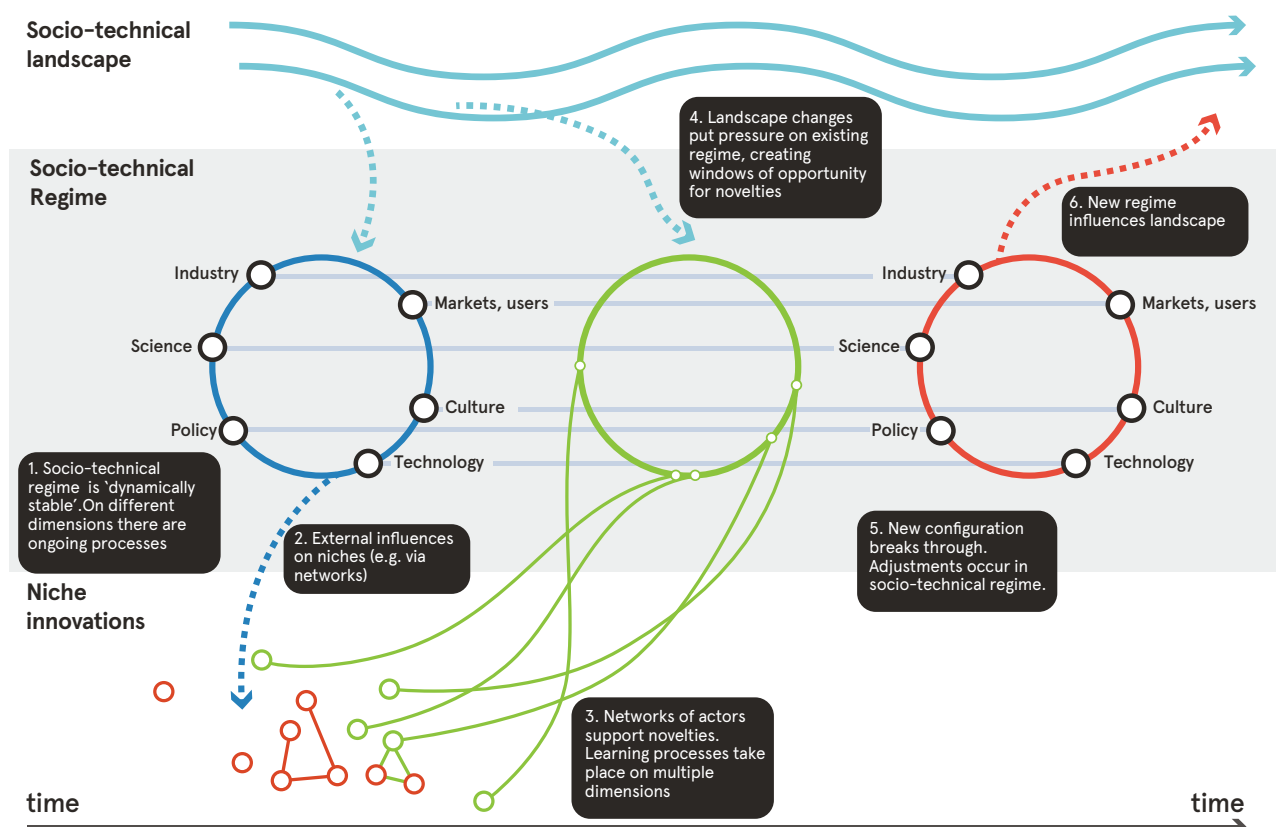 Socio-technical
landscape
4. Landscape changes
put pressure on existing
regime, creating
windows of opportunity
for novelties
Socio-technical
Regime
6. New regime
influences landscape
Industry
Markets, users
Science
Culture
Policy
Technology
Industry
Markets, users
Science
Culture
Policy
Technology
1. Socio-technical
regime  is `dynamically
stable’.On different
dimensions there are
ongoing processes
2. External influences
on niches (e.g. via
networks)
5. New configuration
breaks through.
Adjustments occur in
socio-technical regime.
Niche
innovations
3. Networks of actors
support novelties.
Learning processes take
place on multiple
dimensions
time
time